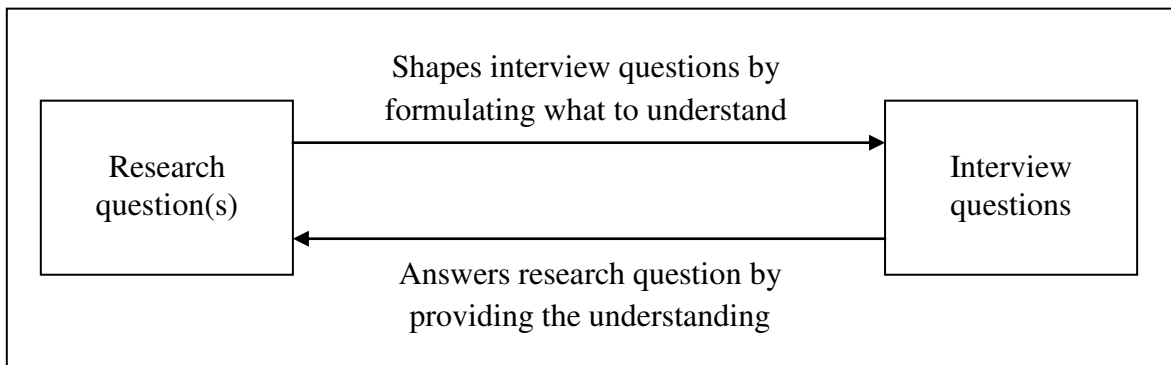 Shapes interview questions by
formulating what to understand
Research
question(s)
Interview
questions
Answers research question by
providing the understanding